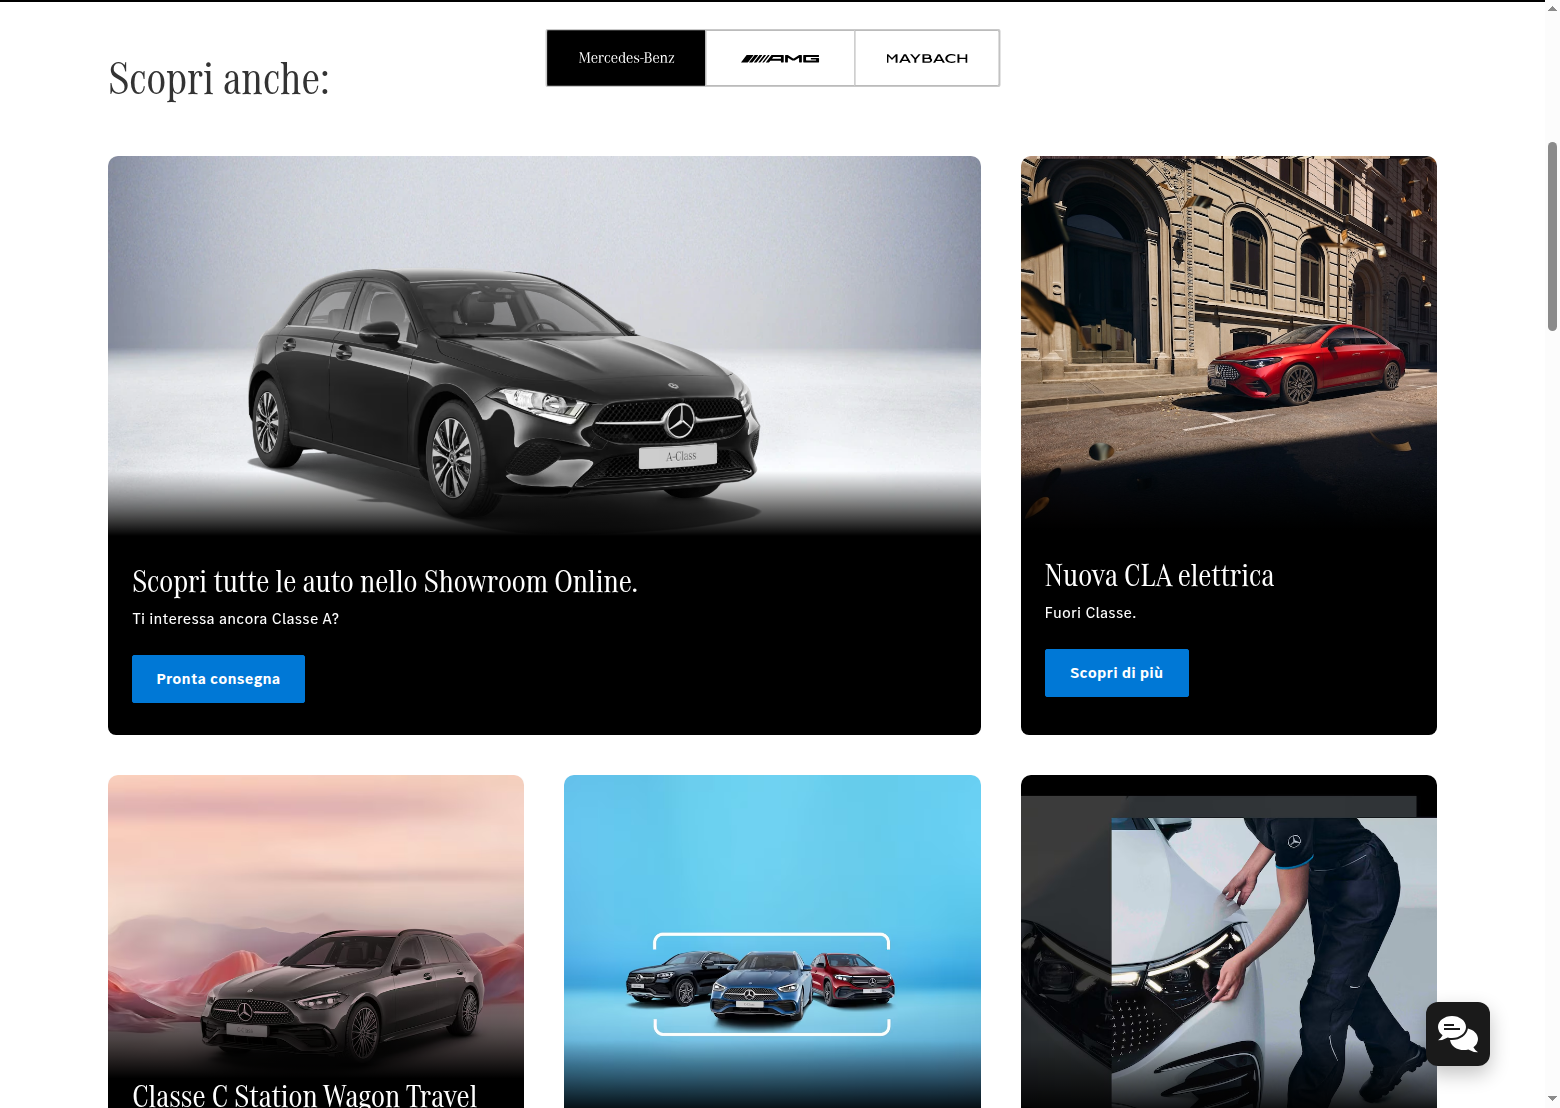 Scopri anche:
Mercedes-Benz
AMG
MAYBACH
A-Class
Scopri tutte le auto nello Showroom Online.
Ti interessa ancora Classe A?
Pronta consegna
Nuova CLA elettrica
Fuori Classe.
Scopri di più
Classe C Station Wagon Travel